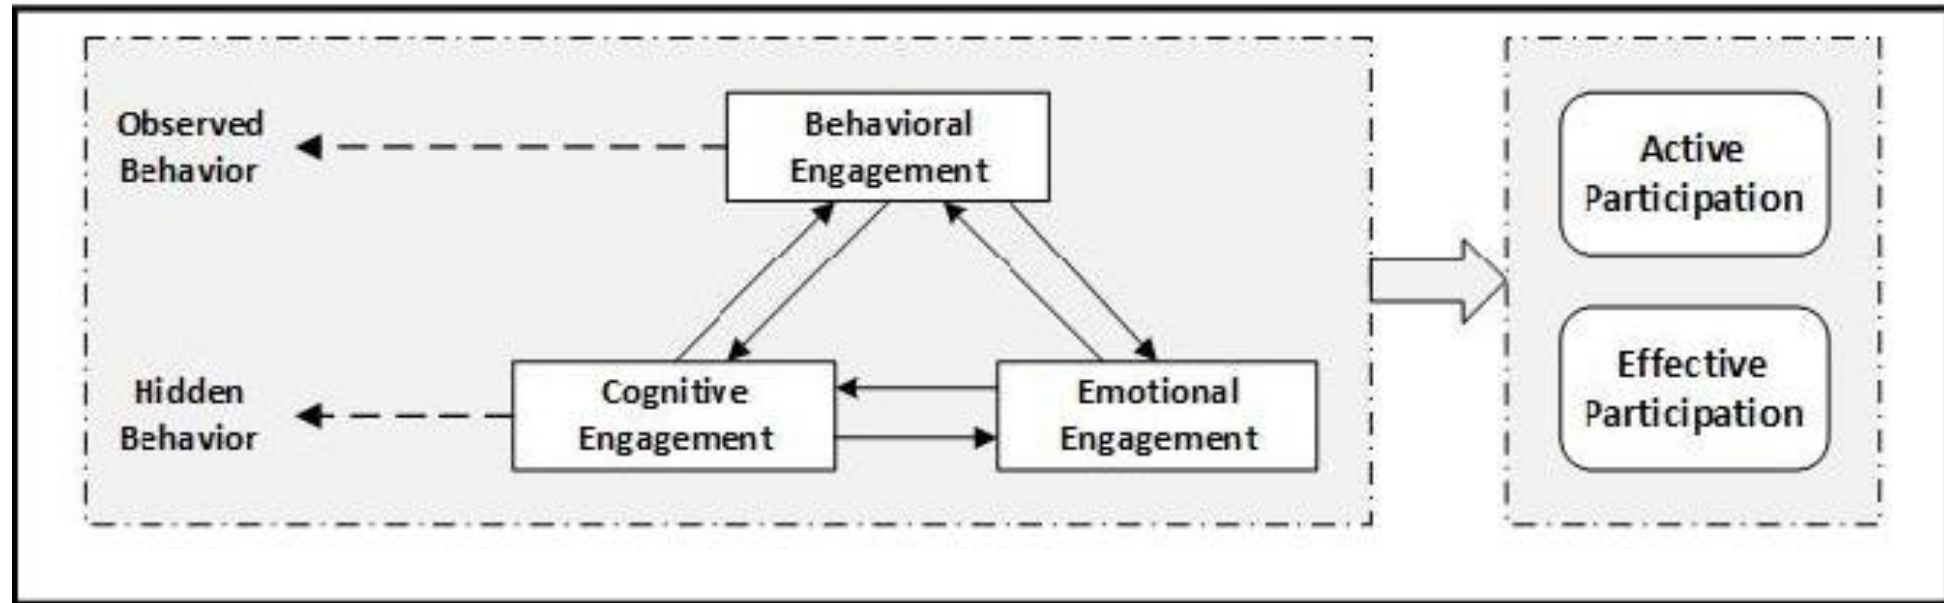 Observed
Behavior
Behavioral
Engagement
Hidden
Behavior
Cognitive
Engagement
Emotional
Engagement
Active
Participation
Effective
Participation